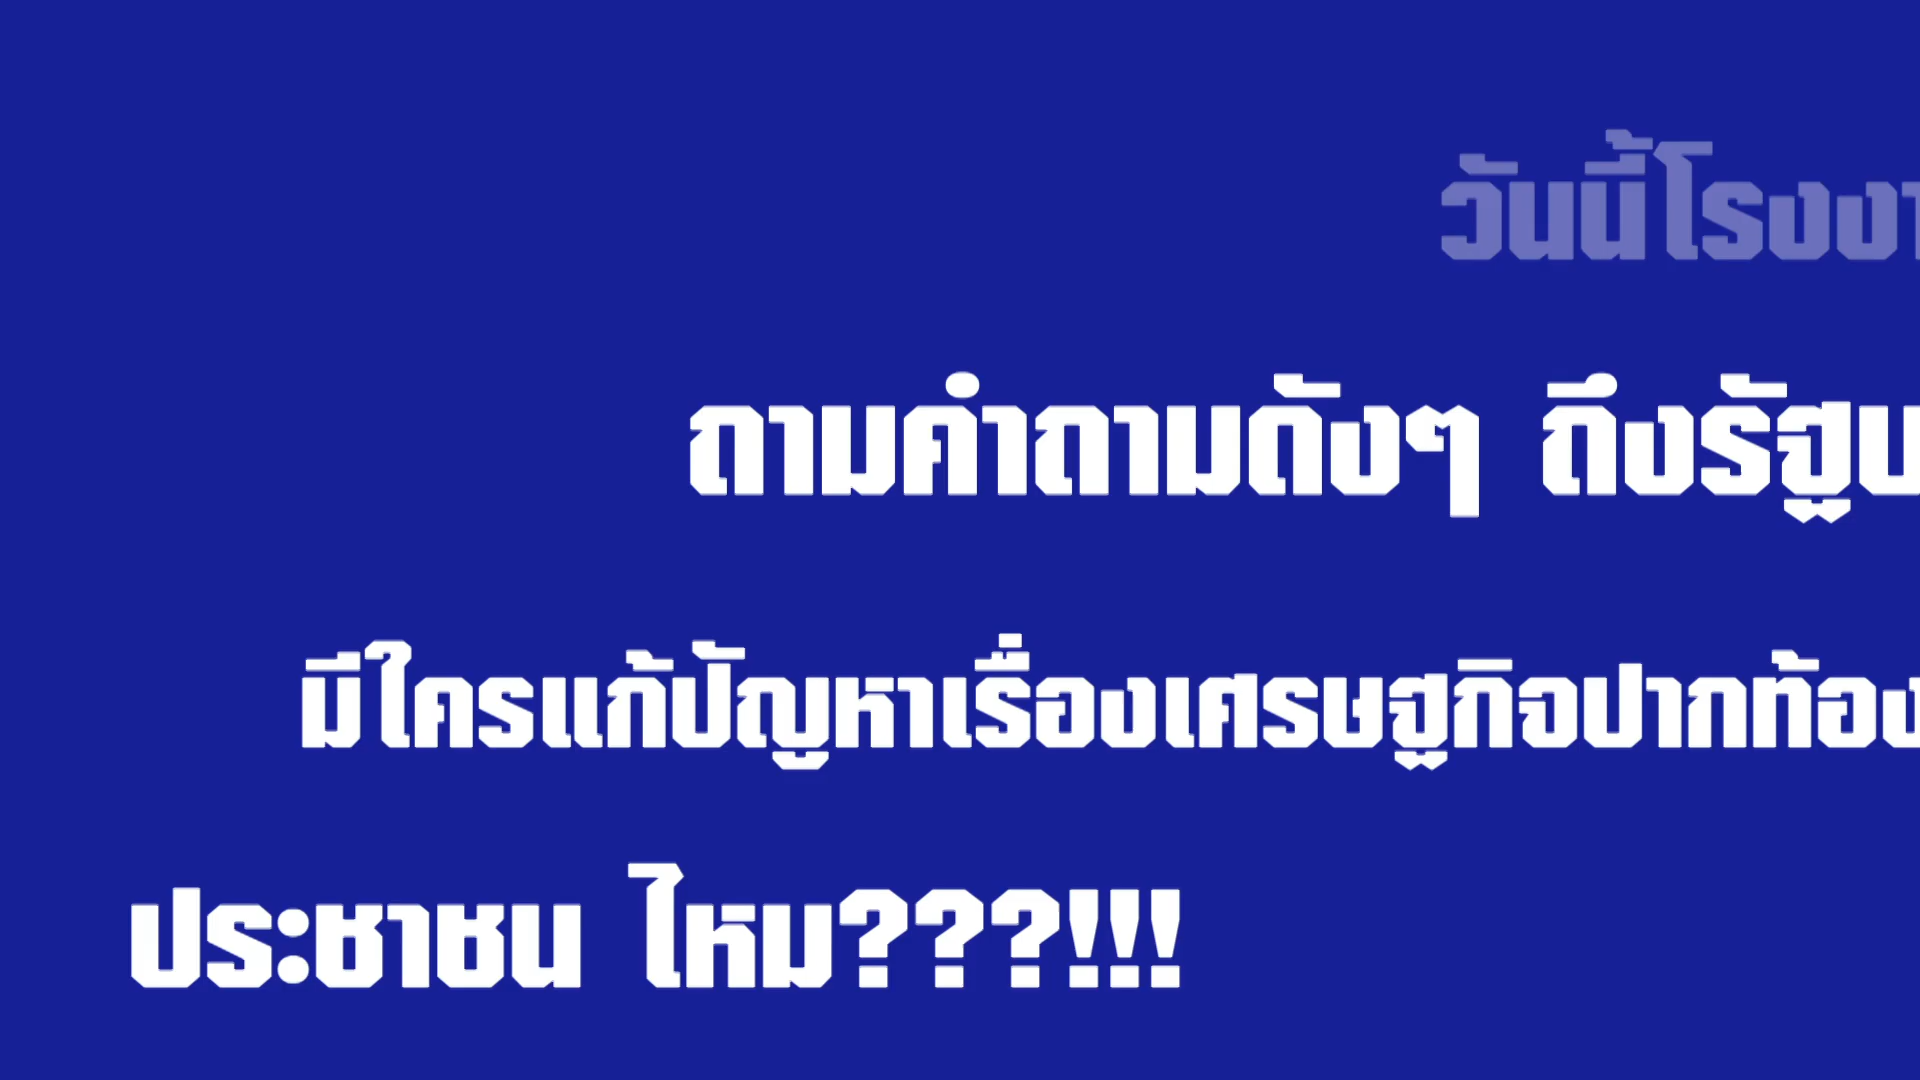 วันนี้โรงงา
ถามคำถามดังๆ ถึงรัฐบ
มีใครแก้ปัญหาเรื่องเศรษฐกิจปากท้อง
ประชาชน ไหม???!!!